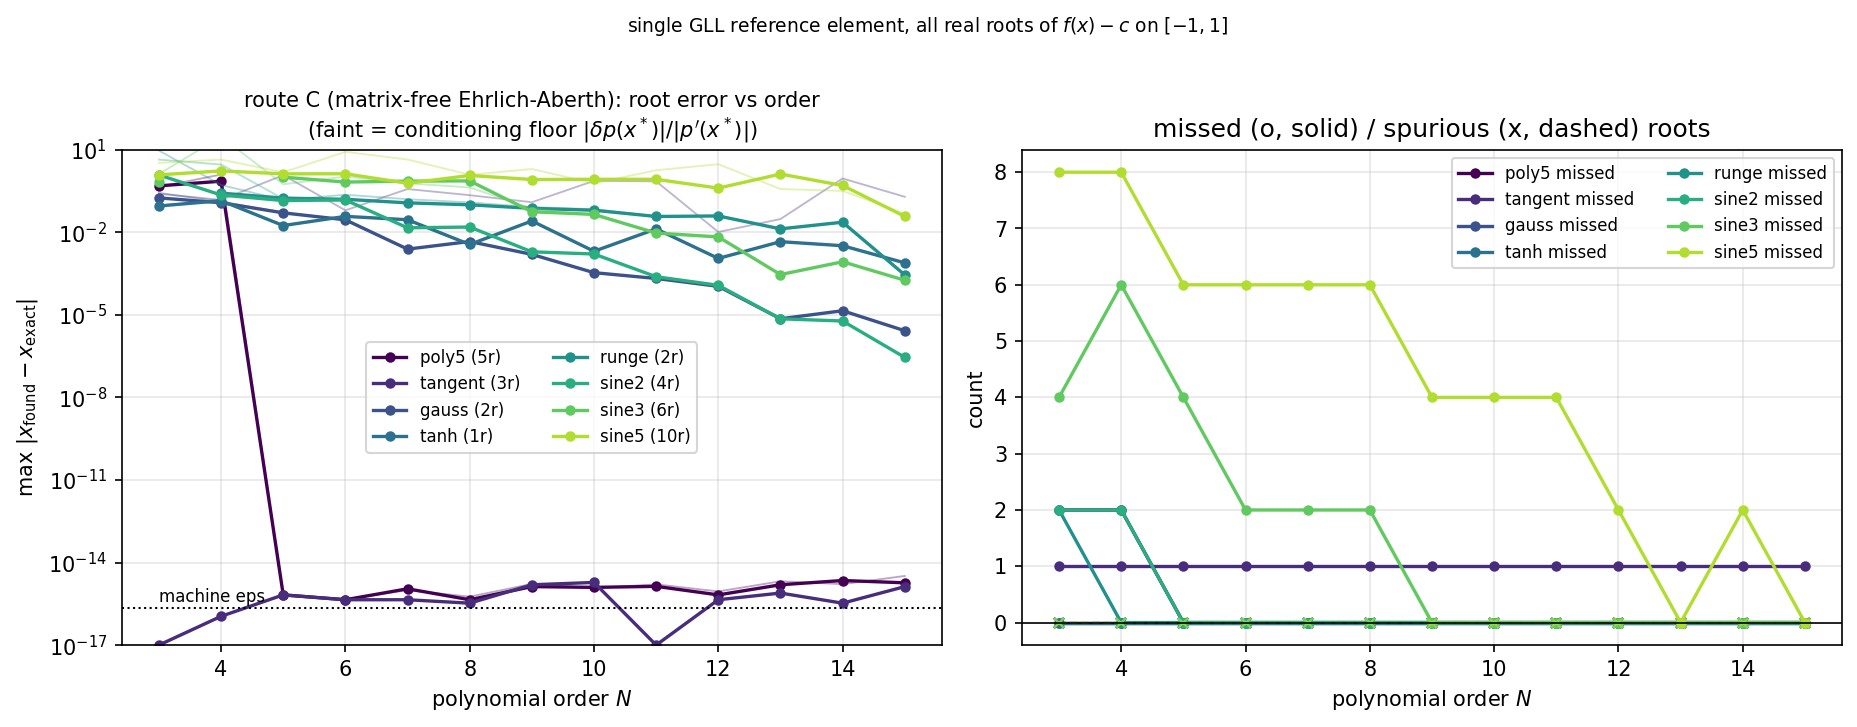 single GLL reference element, all real roots of f(x) − c on [−1, 1]
route C (matrix-free Ehrlich-Aberth): root error vs order
(faint = conditioning floor |δp(x*)|/|p′(x*)|)
max |x_found − x_exact|
10^1
10^−2
10^−5
10^−8
10^−11
10^−14
10^−17
machine eps
poly5 (5r)
tangent (3r)
gauss (2r)
tanh (1r)
runge (2r)
sine2 (4r)
sine3 (6r)
sine5 (10r)
4 6 8 10 12 14
polynomial order N
missed (o, solid) / spurious (x, dashed) roots
count
8
7
6
5
4
3
2
1
0
poly5 missed
tangent missed
gauss missed
tanh missed
runge missed
sine2 missed
sine3 missed
sine5 missed
4 6 8 10 12 14
polynomial order N